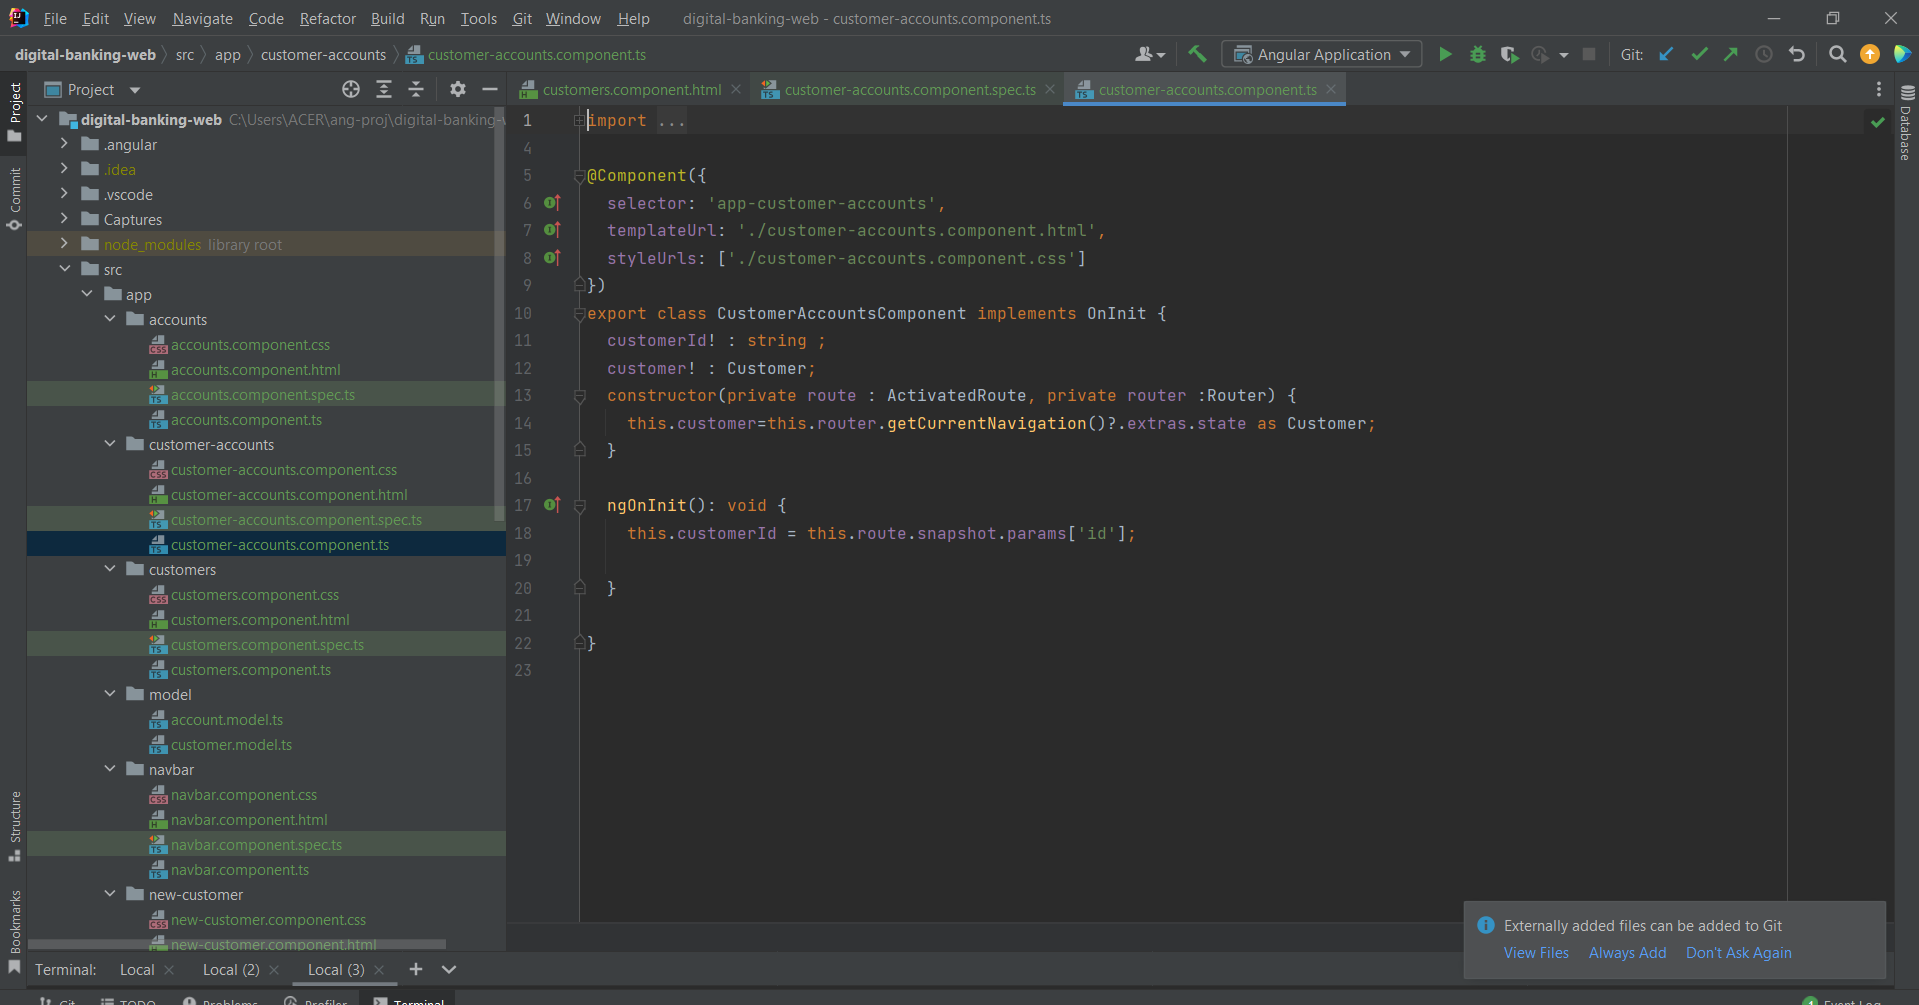 File Edit View Navigate Code Refactor Build Run Tools Git Window Help digital-banking-web - customer-accounts.component.ts
digital-banking-web src app customer-accounts customer-accounts.component.ts Angular Application Git:
Project
customers.component.html customer-accounts.component.spec.ts customer-accounts.component.ts
Project
Commit
Structure
Bookmarks
digital-banking-web C:\Users\ACER\ang-proj\digital-banking-
.angular
.idea
.vscode
Captures
node_modules library root
src
app
accounts
accounts.component.css
accounts.component.html
accounts.component.spec.ts
accounts.component.ts
customer-accounts
customer-accounts.component.css
customer-accounts.component.html
customer-accounts.component.spec.ts
customer-accounts.component.ts
customers
customers.component.css
customers.component.html
customers.component.spec.ts
customers.component.ts
model
account.model.ts
customer.model.ts
navbar
navbar.component.css
navbar.component.html
navbar.component.spec.ts
navbar.component.ts
new-customer
new-customer.component.css
new-customer.component.html
1 import ...
4
5 @Component({
6 selector: 'app-customer-accounts',
7 templateUrl: './customer-accounts.component.html',
8 styleUrls: ['./customer-accounts.component.css']
9 })
10 export class CustomerAccountsComponent implements OnInit {
11 customerId! : string ;
12 customer! : Customer;
13 constructor(private route : ActivatedRoute, private router :Router) {
14 this.customer=this.router.getCurrentNavigation()?.extras.state as Customer;
15 }
16
17 ngOnInit(): void {
18 this.customerId = this.route.snapshot.params['id'];
19
20 }
21
22 }
23
Database
Externally added files can be added to Git
View Files Always Add Don't Ask Again
Terminal: Local Local (2) Local (3)
Git TODO Problems Profiler Terminal Event Log